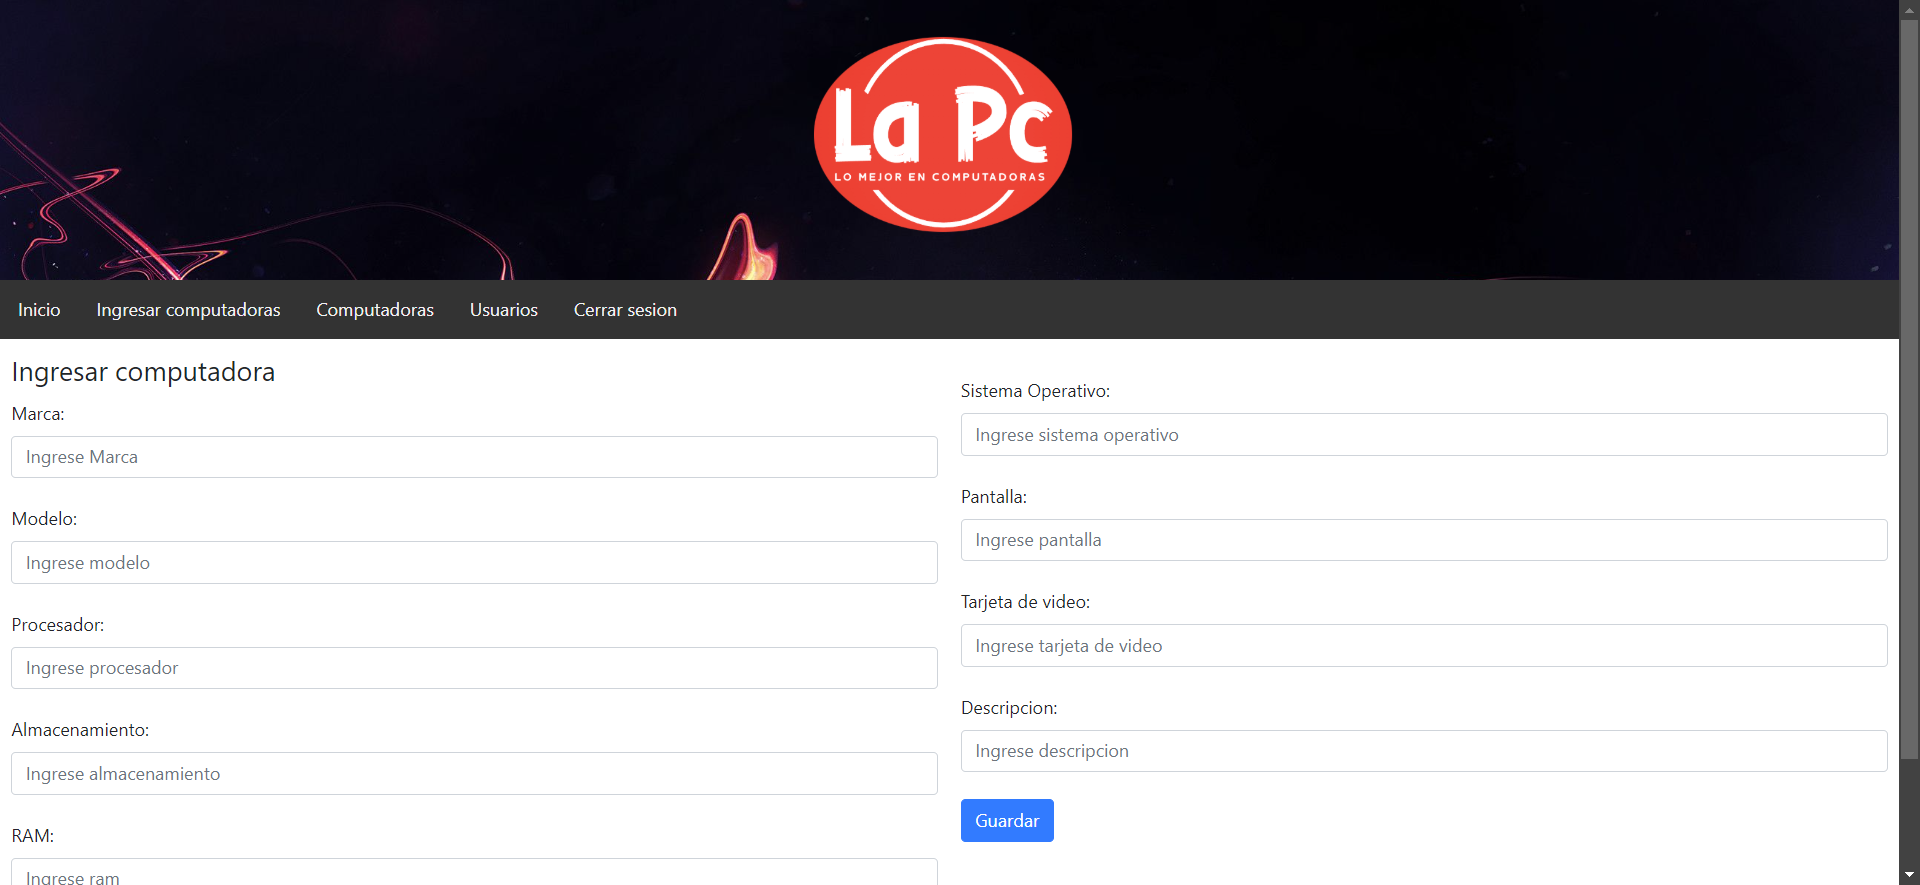 La Pc
LO MEJOR EN COMPUTADORAS
Inicio Ingresar computadoras Computadoras Usuarios Cerrar sesion
Ingresar computadora
Marca:
Ingrese Marca
Modelo:
Ingrese modelo
Procesador:
Ingrese procesador
Almacenamiento:
Ingrese almacenamiento
RAM:
Ingrese ram
Sistema Operativo:
Ingrese sistema operativo
Pantalla:
Ingrese pantalla
Tarjeta de video:
Ingrese tarjeta de video
Descripcion:
Ingrese descripcion
Guardar